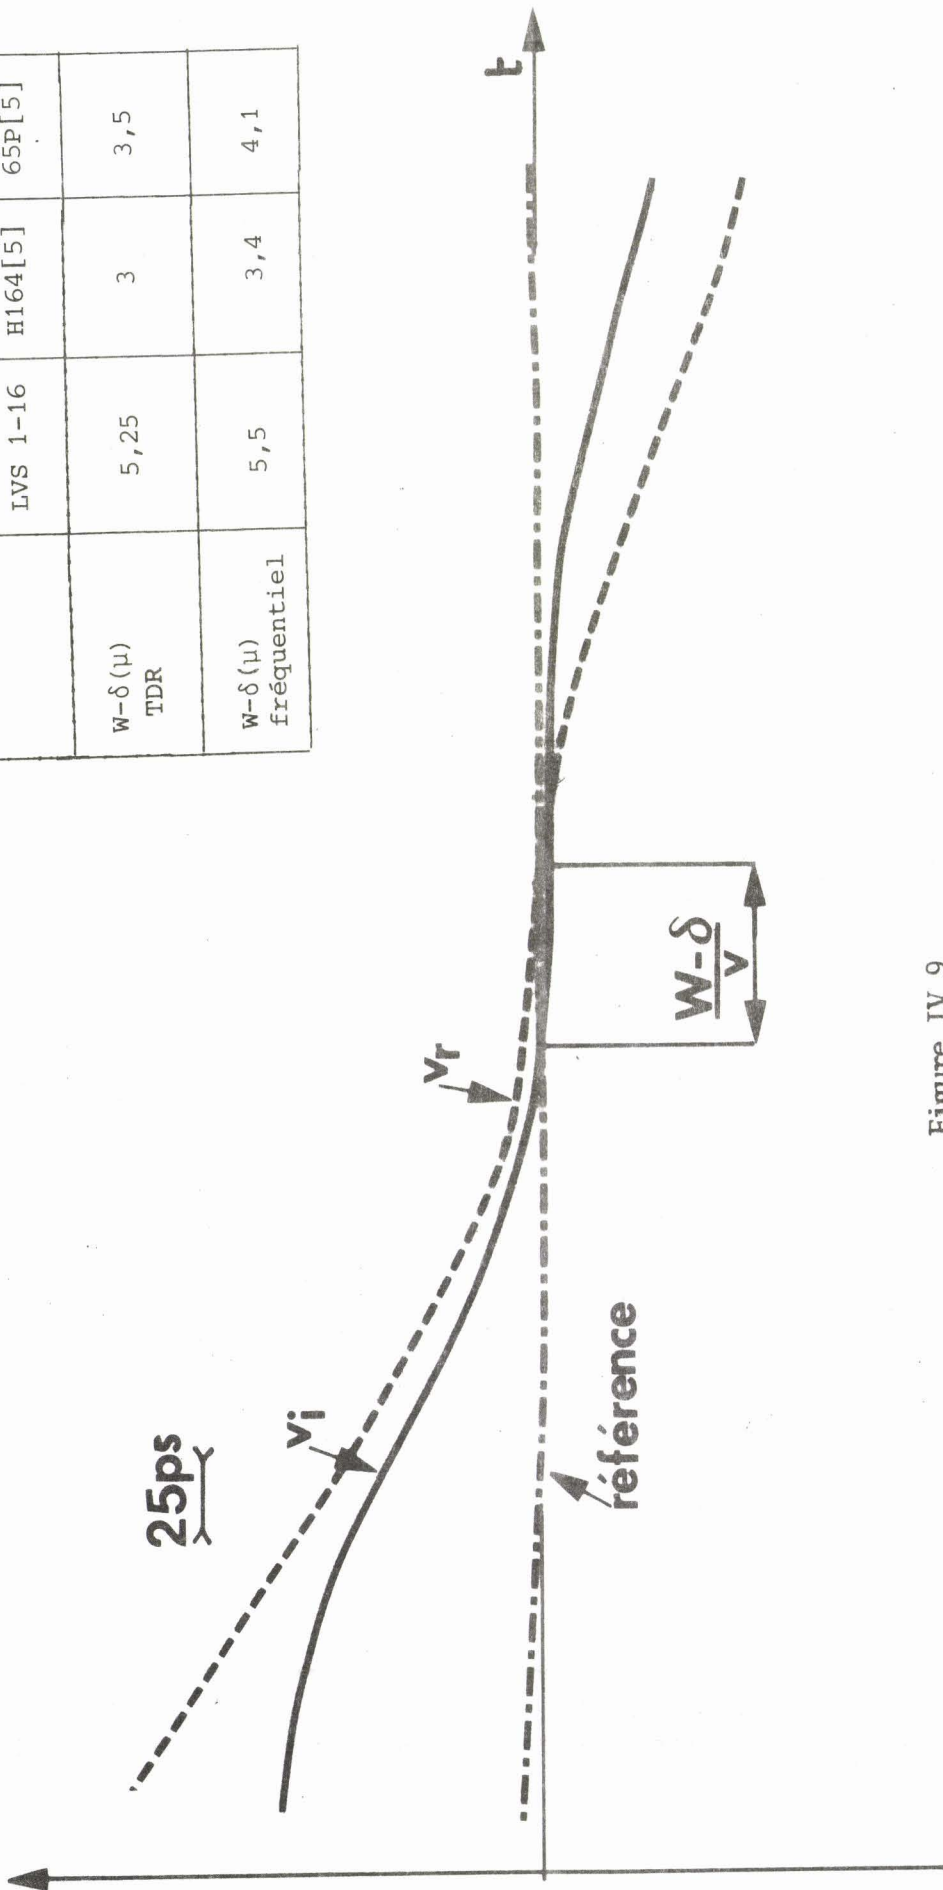 LVS 1-16 H164[5] 65P[5]
W-δ(μ) TDR 5,25 3 3,5
W-δ(μ) fréquentiel 5,5 3,4 4,1
t
25ps
vi
vr
référence
W-δ
v
Figure IV 9